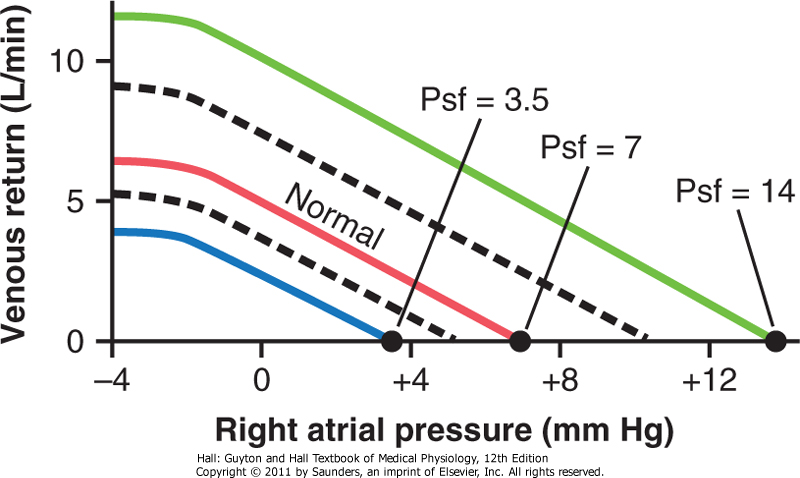 Venous return (L/min)
10
5
0
Psf = 3.5
Psf = 7
Psf = 14
Normal
–4
0
+4
+8
+12
Right atrial pressure (mm Hg)
Hall: Guyton and Hall Textbook of Medical Physiology, 12th Edition
Copyright © 2011 by Saunders, an imprint of Elsevier, Inc. All rights reserved.